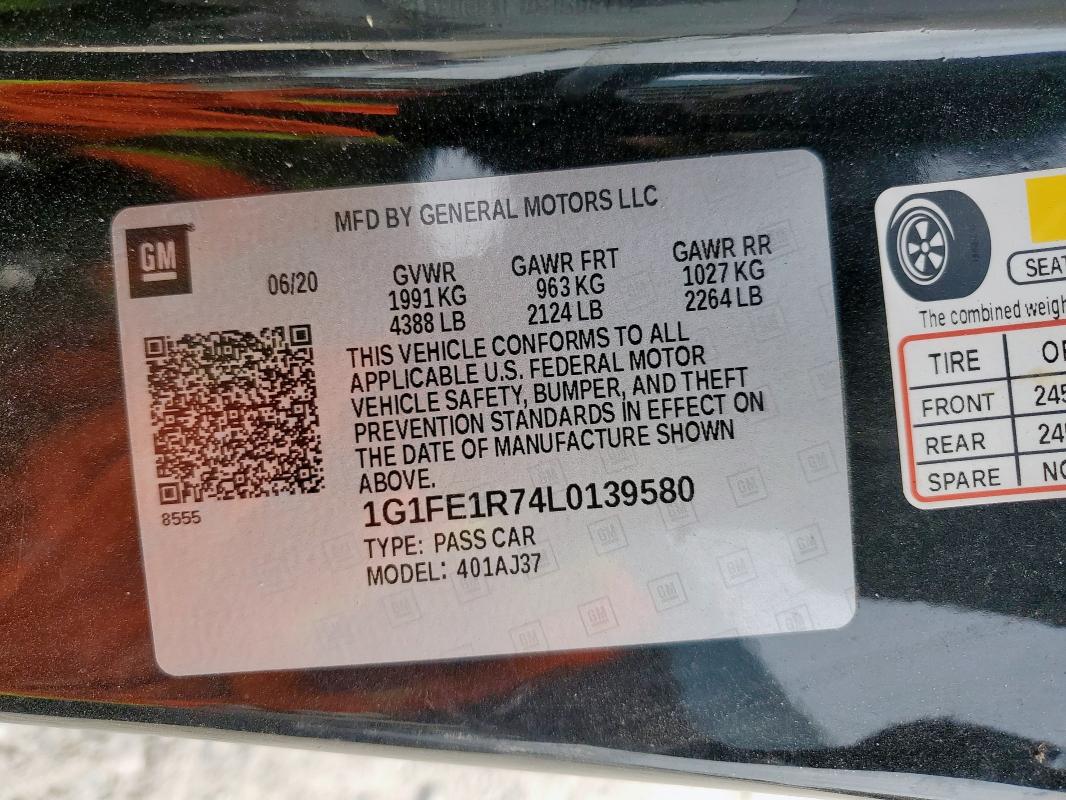 MFD BY GENERAL MOTORS LLC
GM
06/20
GVWR
1991 KG
4388 LB
GAWR FRT
963 KG
2124 LB
GAWR RR
1027 KG
2264 LB
THIS VEHICLE CONFORMS TO ALL
APPLICABLE U.S. FEDERAL MOTOR
VEHICLE SAFETY, BUMPER, AND THEFT
PREVENTION STANDARDS IN EFFECT ON
THE DATE OF MANUFACTURE SHOWN
ABOVE.
8555
1G1FE1R74L0139580
TYPE: PASS CAR
MODEL: 401AJ37
SEAT
The combined
TIRE
FRONT 245
REAR 24
SPARE